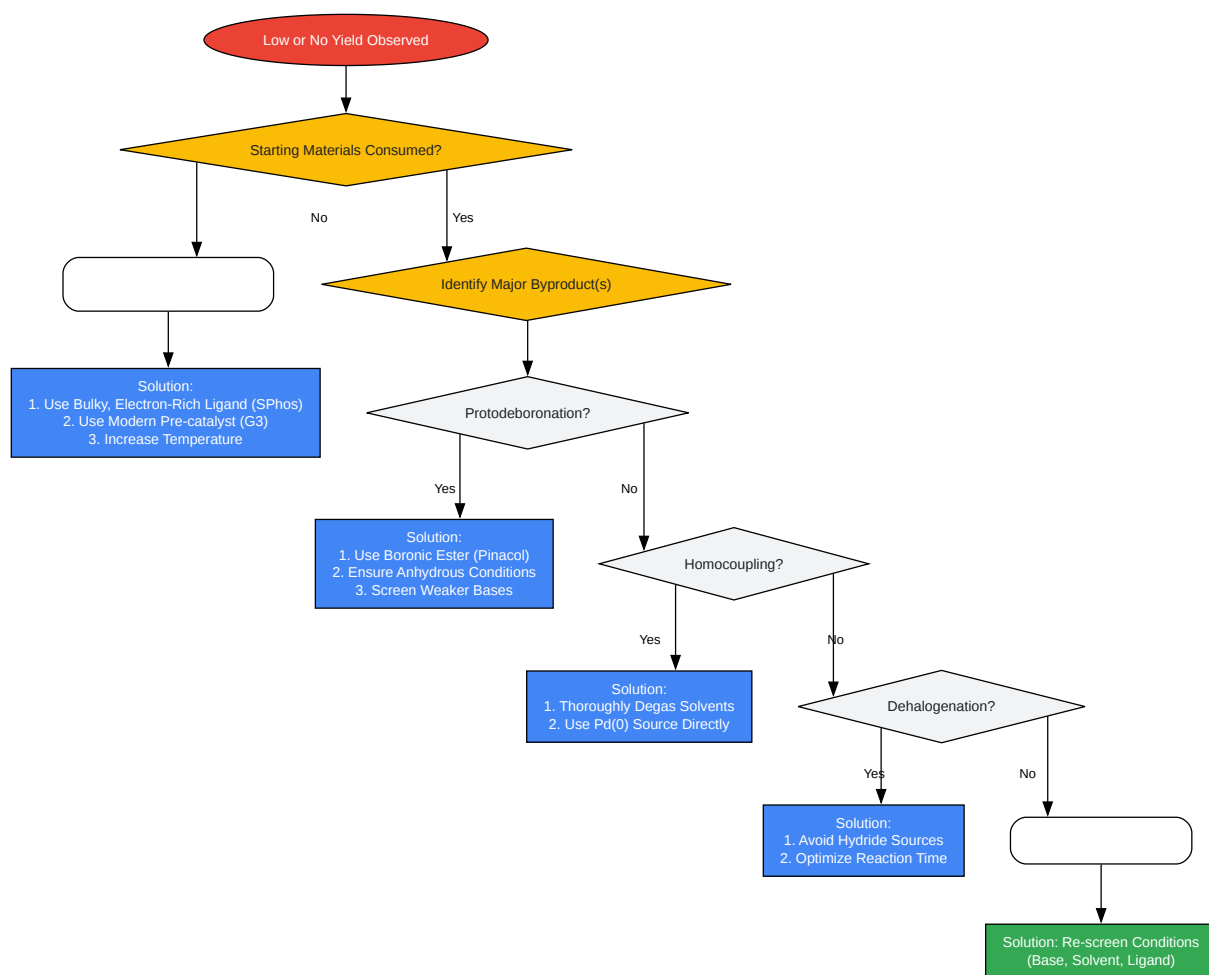 Low or No Yield Observed
Starting Materials Consumed?
No
Yes
Identify Major Byproduct(s)
Solution:
1. Use Bulky, Electron-Rich Ligand (SPhos)
2. Use Modern Pre-catalyst (G3)
3. Increase Temperature
Protodeboronation?
Yes
No
Solution:
1. Use Boronic Ester (Pinacol)
2. Ensure Anhydrous Conditions
3. Screen Weaker Bases
Homocoupling?
Yes
No
Solution:
1. Thoroughly Degas Solvents
2. Use Pd(0) Source Directly
Dehalogenation?
Yes
No
Solution:
1. Avoid Hydride Sources
2. Optimize Reaction Time
Solution: Re-screen Conditions
(Base, Solvent, Ligand)